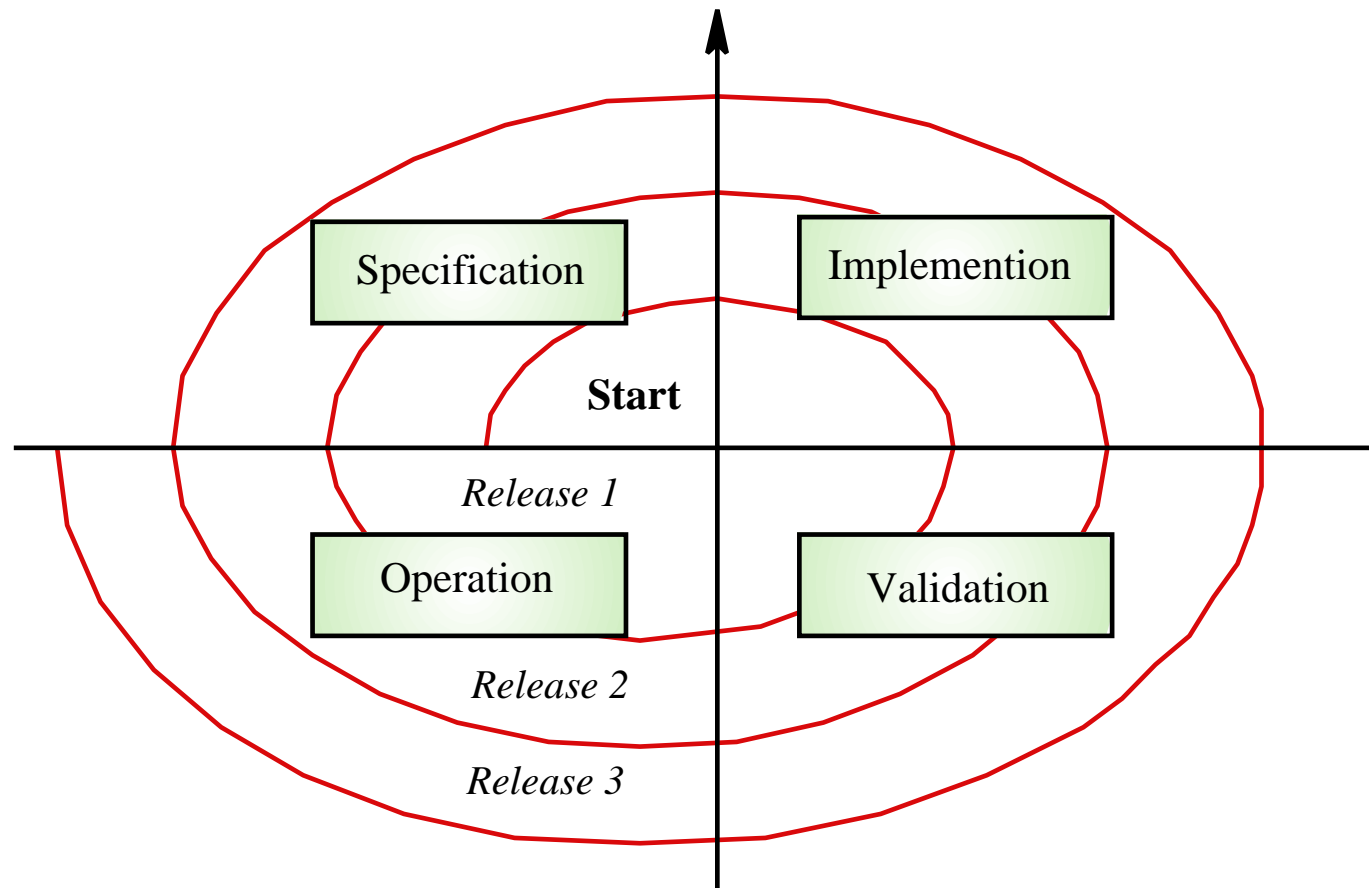 Specification
Implemention
Start
Release 1
Operation
Validation
Release 2
Release 3